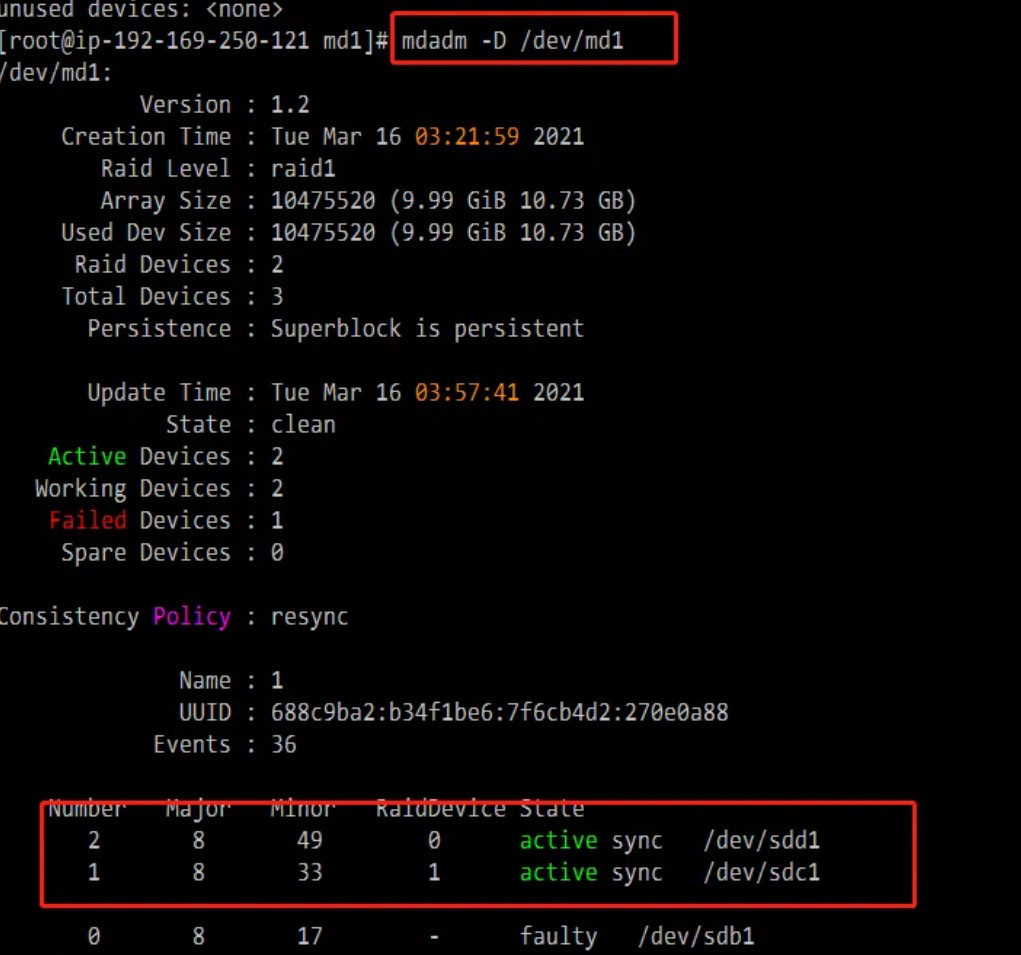 unused devices: <none>
[root@ip-192-169-250-121 md1]# mdadm -D /dev/md1
/dev/md1:
Version : 1.2
Creation Time : Tue Mar 16 03:21:59 2021
Raid Level : raid1
Array Size : 10475520 (9.99 GiB 10.73 GB)
Used Dev Size : 10475520 (9.99 GiB 10.73 GB)
Raid Devices : 2
Total Devices : 3
Persistence : Superblock is persistent
Update Time : Tue Mar 16 03:57:41 2021
State : clean
Active Devices : 2
Working Devices : 2
Failed Devices : 1
Spare Devices : 0
Consistency Policy : resync
Name : 1
UUID : 688c9ba2:b34f1be6:7f6cb4d2:270e0a88
Events : 36
Number Major Minor RaidDevice State
2 8 49 0 active sync /dev/sdd1
1 8 33 1 active sync /dev/sdc1
0 8 17 - faulty /dev/sdb1